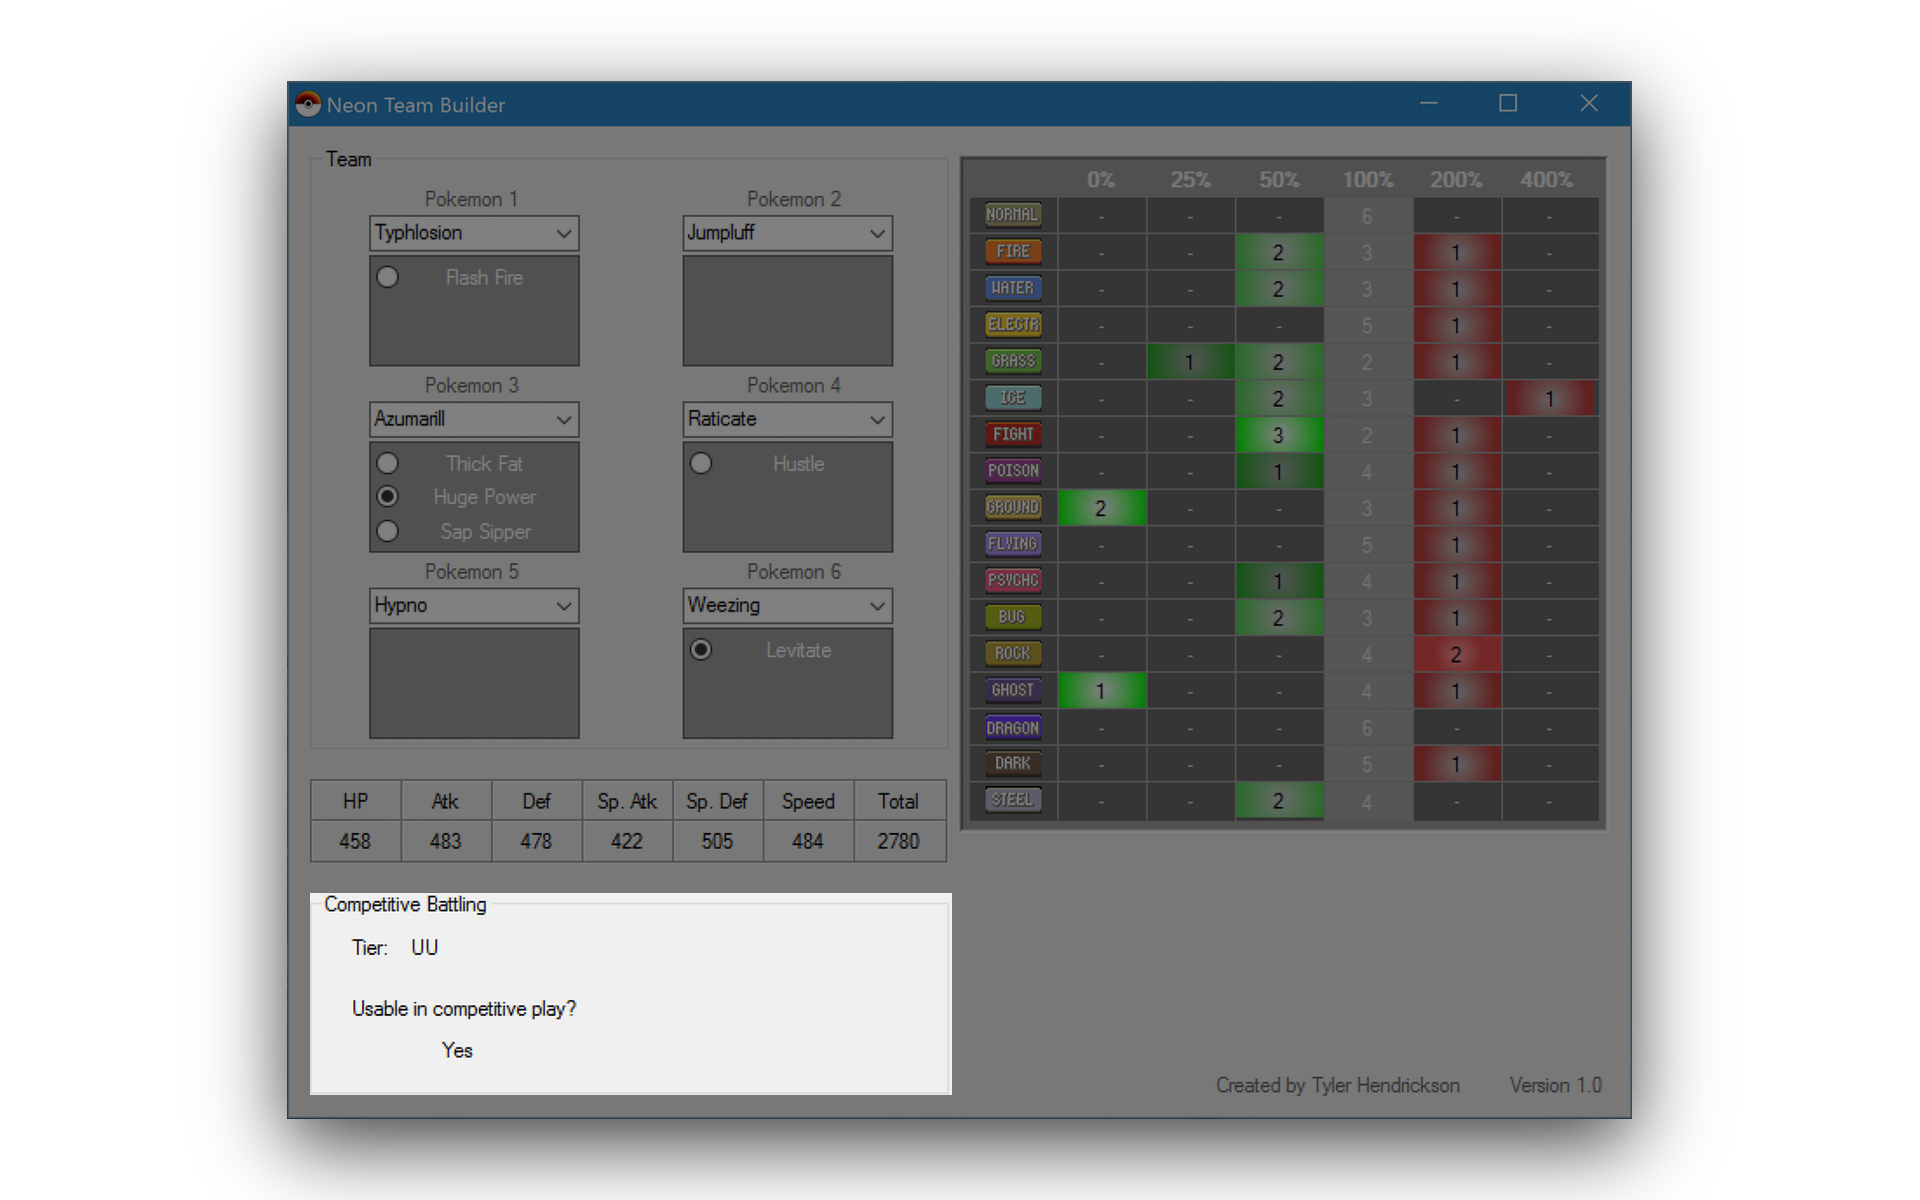 Neon Team Builder
Team
Pokemon 1
Typhlosion
Flash Fire
Pokemon 2
Jumpluff
Pokemon 3
Azumarill
Thick Fat
Huge Power
Sap Sipper
Pokemon 4
Raticate
Hustle
Pokemon 5
Hypno
Pokemon 6
Weezing
Levitate
HP Atk Def Sp. Atk Sp. Def Speed Total
458 483 478 422 505 484 2780
Competitive Battling
Tier: UU
Usable in competitive play?
Yes
0% 25% 50% 100% 200% 400%
NORMAL - - - 6 - -
FIRE - - 2 3 1 -
WATER - - 2 3 1 -
ELECTR - - - 5 1 -
GRASS - 1 2 2 1 -
ICE - - 2 3 - 1
FIGHT - - 3 2 1 -
POISON - - 1 4 1 -
GROUND 2 - - 3 1 -
FLYING - - - 5 1 -
PSYCHC - - 1 4 1 -
BUG - - 2 3 1 -
ROCK - - - 4 2 -
GHOST 1 - - 4 1 -
DRAGON - - - 6 - -
DARK - - - 5 1 -
STEEL - - 2 4 - -
Created by Tyler Hendrickson Version 1.0